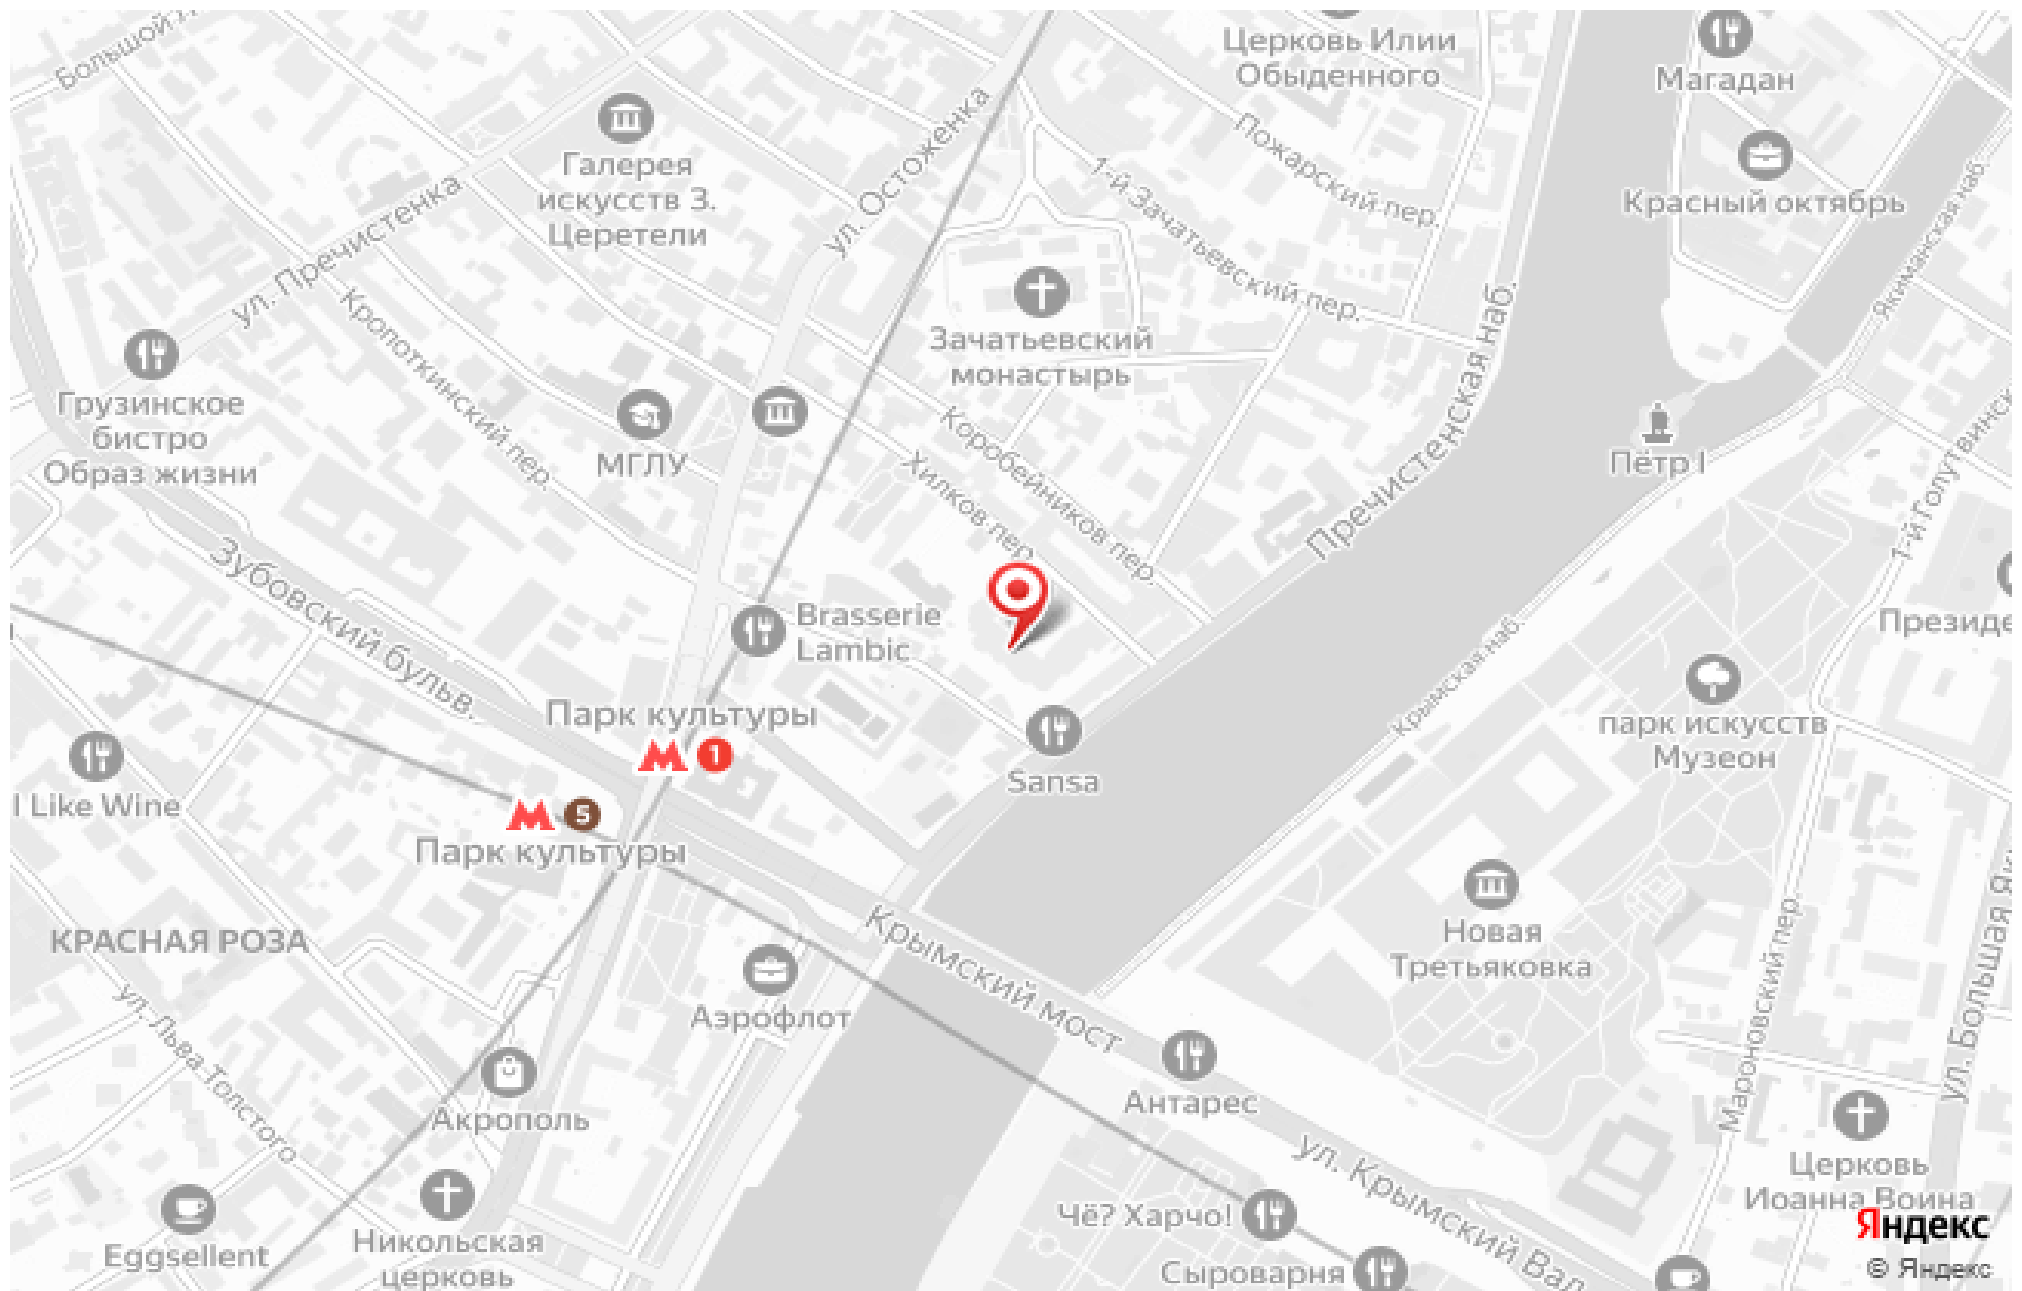 Большой
Церковь Илии
Обыденного
Магадан
Галерея
искусств З.
Церетели
ул. Остоженка
Пожарский пер.
1-й Зачатьевский пер.
Красный октябрь
Якиманская наб.
ул. Пречистенка
Кропоткинский пер.
Зачатьевский
монастырь
Пречистенская наб.
Грузинское
бистро
Образ жизни
МГЛУ
Коробейников пер.
Хилков пер.
Пётр I
Зубовский бульв.
Brasserie
Lambic
Крымская наб.
Парк культуры
1
Sansa
парк искусств
Музеон
I Like Wine
5
Парк культуры
КРАСНАЯ РОЗА
Крымский мост
Новая
Третьяковка
Мароновский пер.
ул. Большая
ул. Льва Толстого
Аэрофлот
Антарес
Акрополь
ул. Крымский Вал
Церковь
Иоанна Воина
Чё? Харчо!
Eggsellent
Никольская
церковь
Сыроварня
Яндекс
© Яндекс